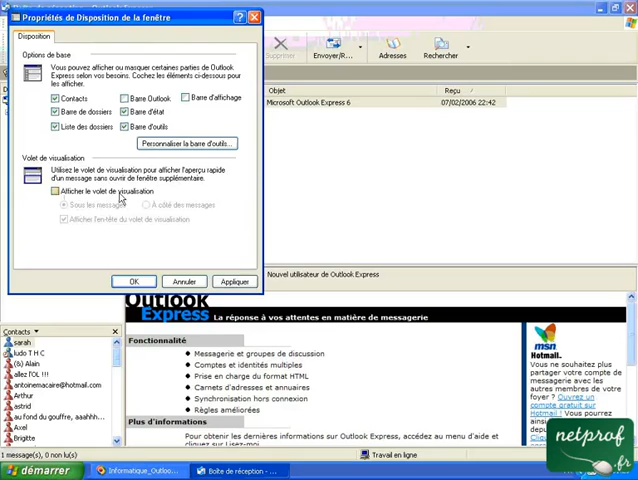 Propriétés de Disposition de la fenêtre
Disposition
Options de base
Vous pouvez afficher ou masquer certaines parties de Outlook
Express selon vos besoins. Cochez les éléments ci-dessous pour
les afficher.
Contacts
Barre Outlook
Barre d'affichage
Barre de dossiers
Barre d'état
Liste des dossiers
Barre d'outils
Personnaliser la barre d'outils...
Volet de visualisation
Utilisez le volet de visualisation pour afficher l'aperçu rapide
d'un message sans ouvrir de fenêtre supplémentaire.
Afficher le volet de visualisation
Sous les messages
À côté des messages
Afficher l'en-tête du volet de visualisation
OK
Annuler
Appliquer
Supprimer
Envoyer/R...
Adresses
Rechercher
Objet
Reçu
Microsoft Outlook Express 6
07/02/2006 22:42
Nouvel utilisateur de Outlook Express
Outlook
Express
La réponse à vos attentes en matière de messagerie
Fonctionnalité
Messagerie et groupes de discussion
Comptes et identités multiples
Prise en charge du format HTML
Carnets d'adresses et annuaires
Synchronisation hors connexion
Règles améliorées
Plus d'informations
Pour obtenir les dernières informations sur Outlook Express, accédez au menu d'aide et
cliquez sur
msn
Hotmail.
Vous ne souhaitez plus
partager votre compte de
messagerie avec les
autres membres de votre
foyer ? Ouvrez un
compte gratuit sur
Hotmail !
Contacts
sarah
ludo T H C
(&) Alain
allez l'OL !!!
antoinemacaire@hotmail.com
Arthur
astrid
au fond du gouffre, aaahhh...
Axel
Brigitte
1 message(s), 0 non lu(s)
Travail en ligne
démarrer
Informatique_Outloo...
Boîte de réception - ...
netprof
.fr